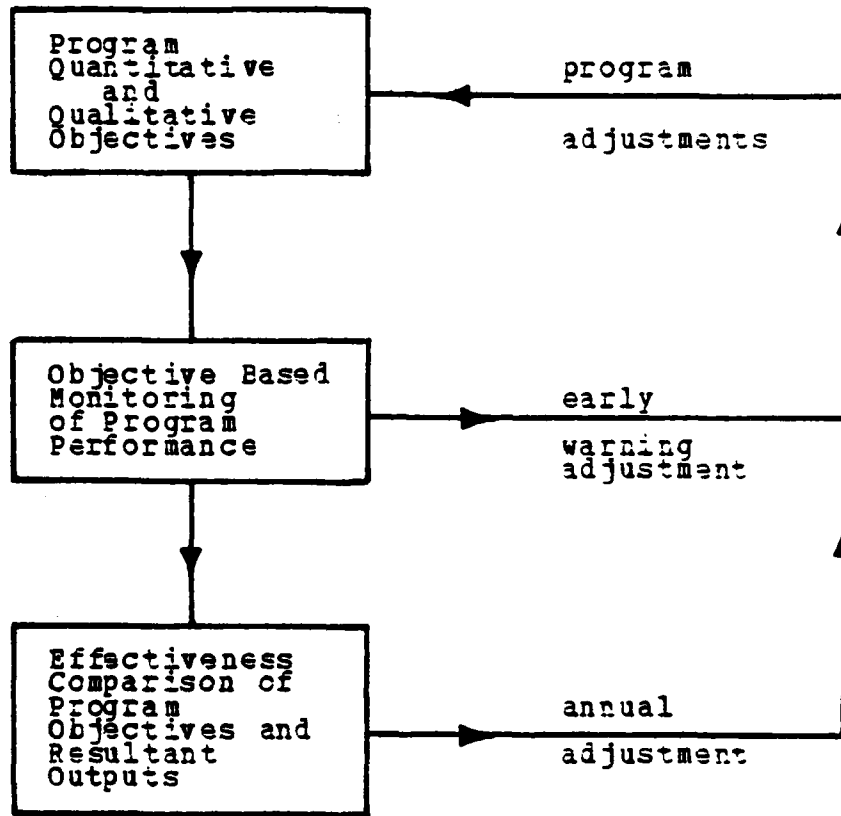 Program
Quantitative
and
Qualitative
Objectives
program
adjustments
Objective Based
Monitoring
of Program
Performance
early
warning
adjustment
Effectiveness
Comparison of
Program
Objectives and
Resultant
Outputs
annual
adjustment